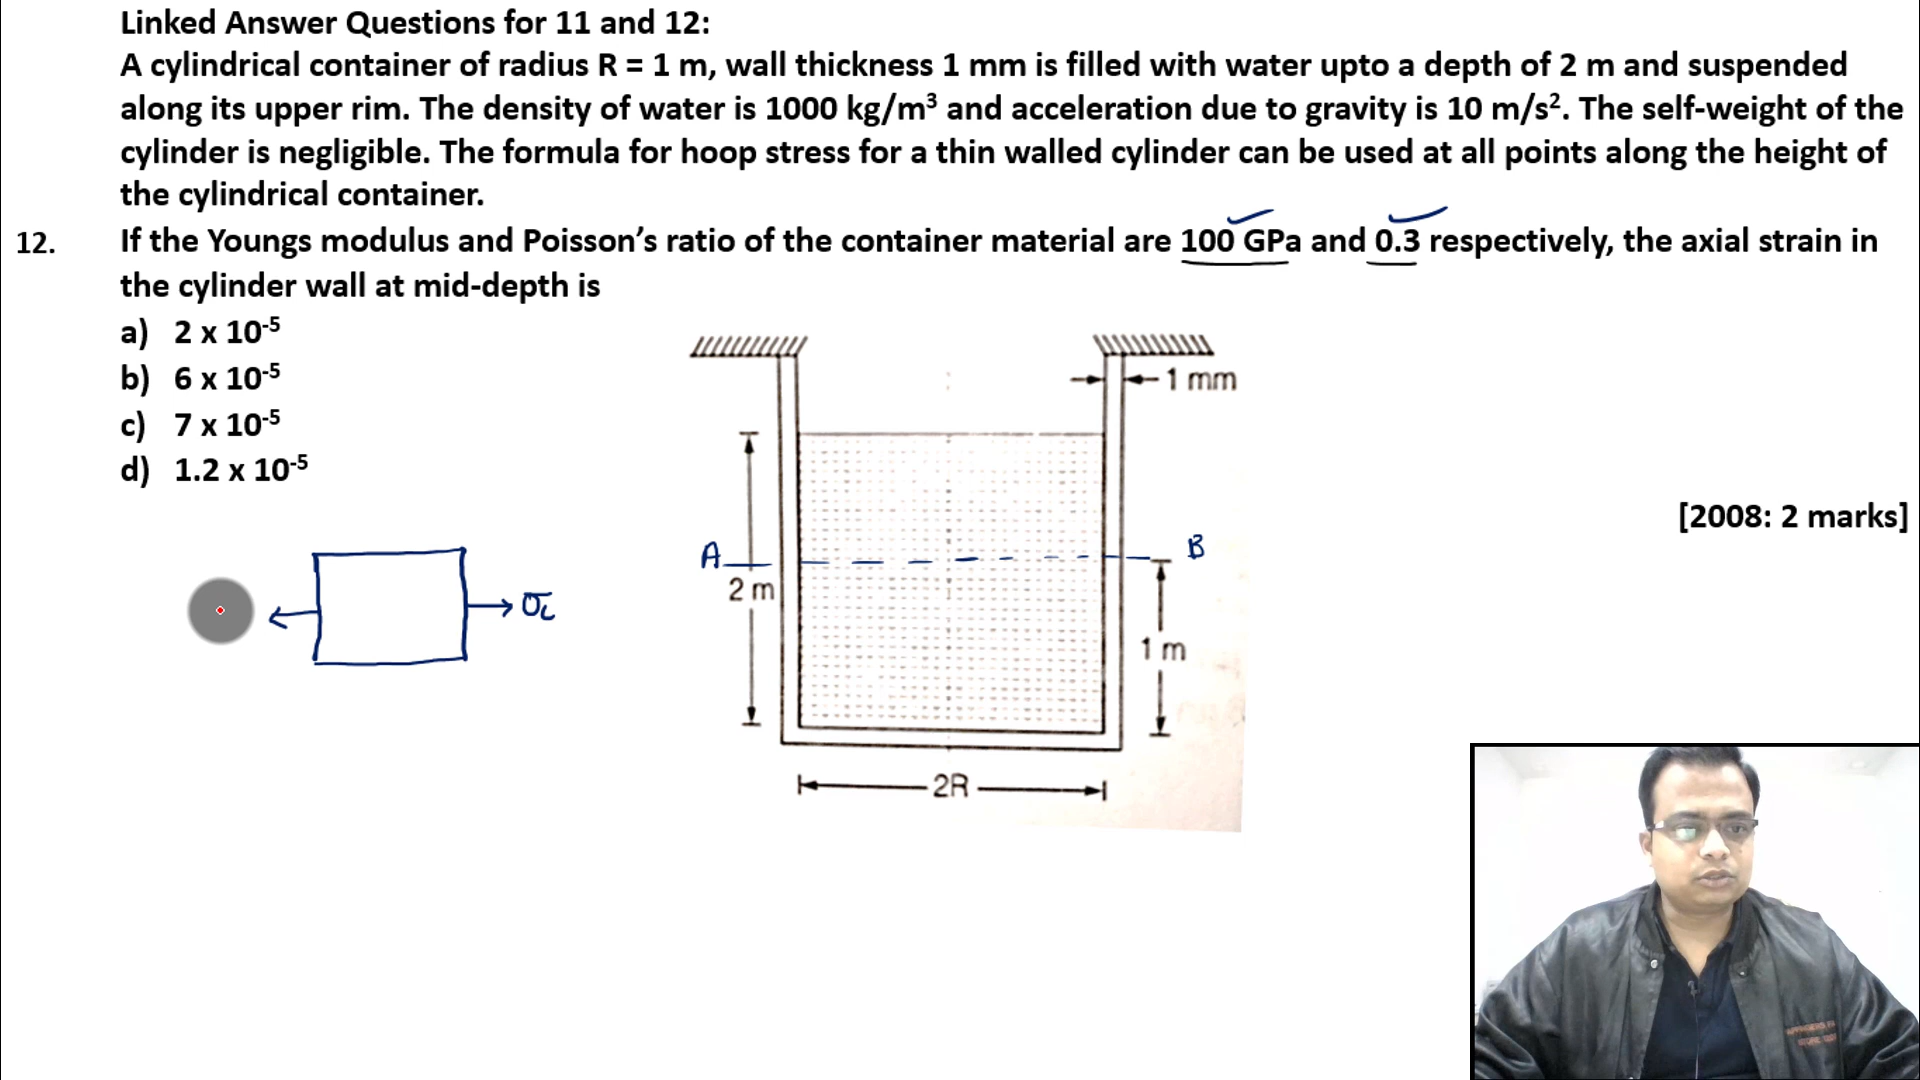 Linked Answer Questions for 11 and 12:
A cylindrical container of radius R = 1 m, wall thickness 1 mm is filled with water upto a depth of 2 m and suspended
along its upper rim. The density of water is 1000 kg/m³ and acceleration due to gravity is 10 m/s². The self-weight of the
cylinder is negligible. The formula for hoop stress for a thin walled cylinder can be used at all points along the height of
the cylindrical container.
12. If the Youngs modulus and Poisson's ratio of the container material are 100 GPa and 0.3 respectively, the axial strain in
the cylinder wall at mid-depth is
a) 2 x 10⁻⁵
b) 6 x 10⁻⁵
c) 7 x 10⁻⁵
d) 1.2 x 10⁻⁵
1 mm
[2008: 2 marks]
A B
2 m
σL
1 m
2R